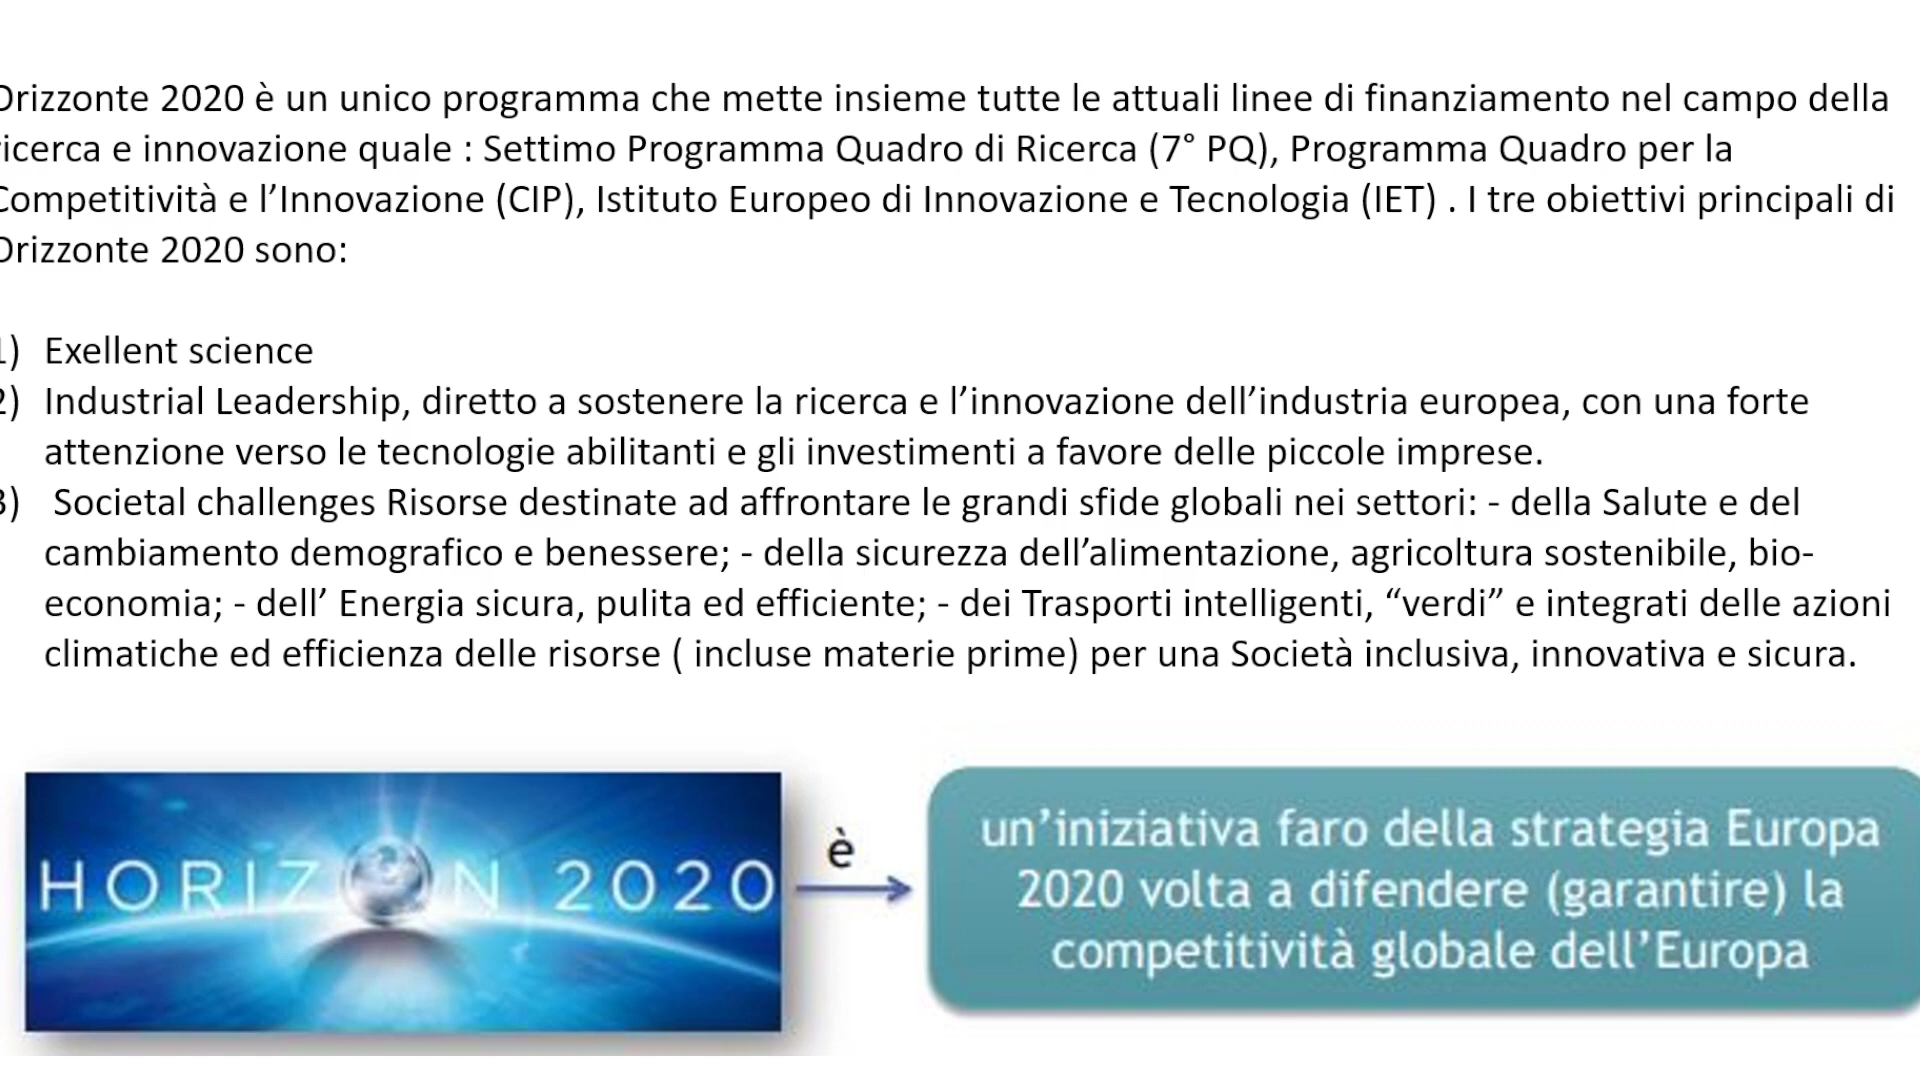 Orizzonte 2020 è un unico programma che mette insieme tutte le attuali linee di finanziamento nel campo della
ricerca e innovazione quale : Settimo Programma Quadro di Ricerca (7° PQ), Programma Quadro per la
Competitività e l’Innovazione (CIP), Istituto Europeo di Innovazione e Tecnologia (IET) . I tre obiettivi principali di
Orizzonte 2020 sono:
1) Exellent science
2) Industrial Leadership, diretto a sostenere la ricerca e l’innovazione dell’industria europea, con una forte
attenzione verso le tecnologie abilitanti e gli investimenti a favore delle piccole imprese.
3) Societal challenges Risorse destinate ad affrontare le grandi sfide globali nei settori: - della Salute e del
cambiamento demografico e benessere; - della sicurezza dell’alimentazione, agricoltura sostenibile, bio-
economia; - dell’ Energia sicura, pulita ed efficiente; - dei Trasporti intelligenti, “verdi” e integrati delle azioni
climatiche ed efficienza delle risorse ( incluse materie prime) per una Società inclusiva, innovativa e sicura.
HORIZON 2020
è
un’iniziativa faro della strategia Europa
2020 volta a difendere (garantire) la
competitività globale dell’Europa